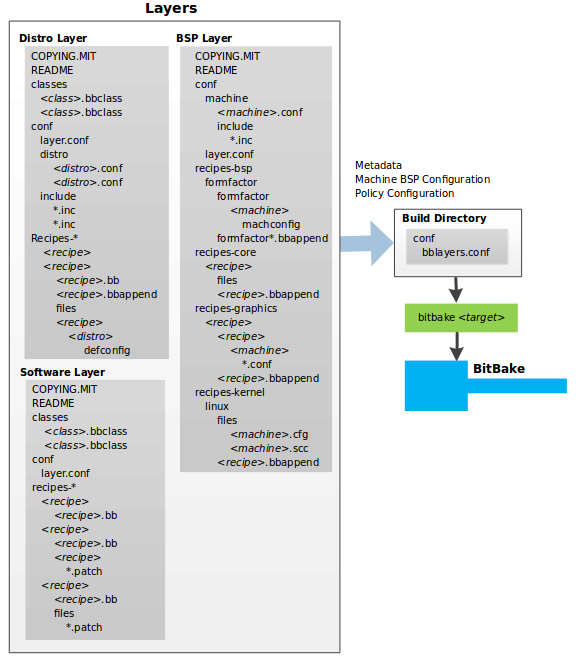 Layers
Distro Layer
COPYING.MIT
README
classes
<class>.bbclass
<class>.bbclass
conf
layer.conf
distro
<distro>.conf
<distro>.conf
include
*.inc
*.inc
Recipes-*
<recipe>
<recipe>
<recipe>.bb
<recipe>.bbappend
files
<recipe>
<distro>
defconfig
Software Layer
COPYING.MIT
README
classes
<class>.bbclass
<class>.bbclass
conf
layer.conf
recipes-*
<recipe>
<recipe>.bb
<recipe>
<recipe>.bb
<recipe>
*.patch
<recipe>
<recipe>.bb
files
*.patch
BSP Layer
COPYING.MIT
README
conf
machine
<machine>.conf
include
*.inc
layer.conf
recipes-bsp
formfactor
formfactor
<machine>
machconfig
formfactor*.bbappend
recipes-core
<recipe>
files
<recipe>.bbappend
recipes-graphics
<recipe>
<recipe>
<machine>
*.conf
<recipe>.bbappend
recipes-kernel
linux
files
<machine>.cfg
<machine>.scc
<recipe>.bbappend
Metadata
Machine BSP Configuration
Policy Configuration
Build Directory
conf
bblayers.conf
bitbake <target>
BitBake